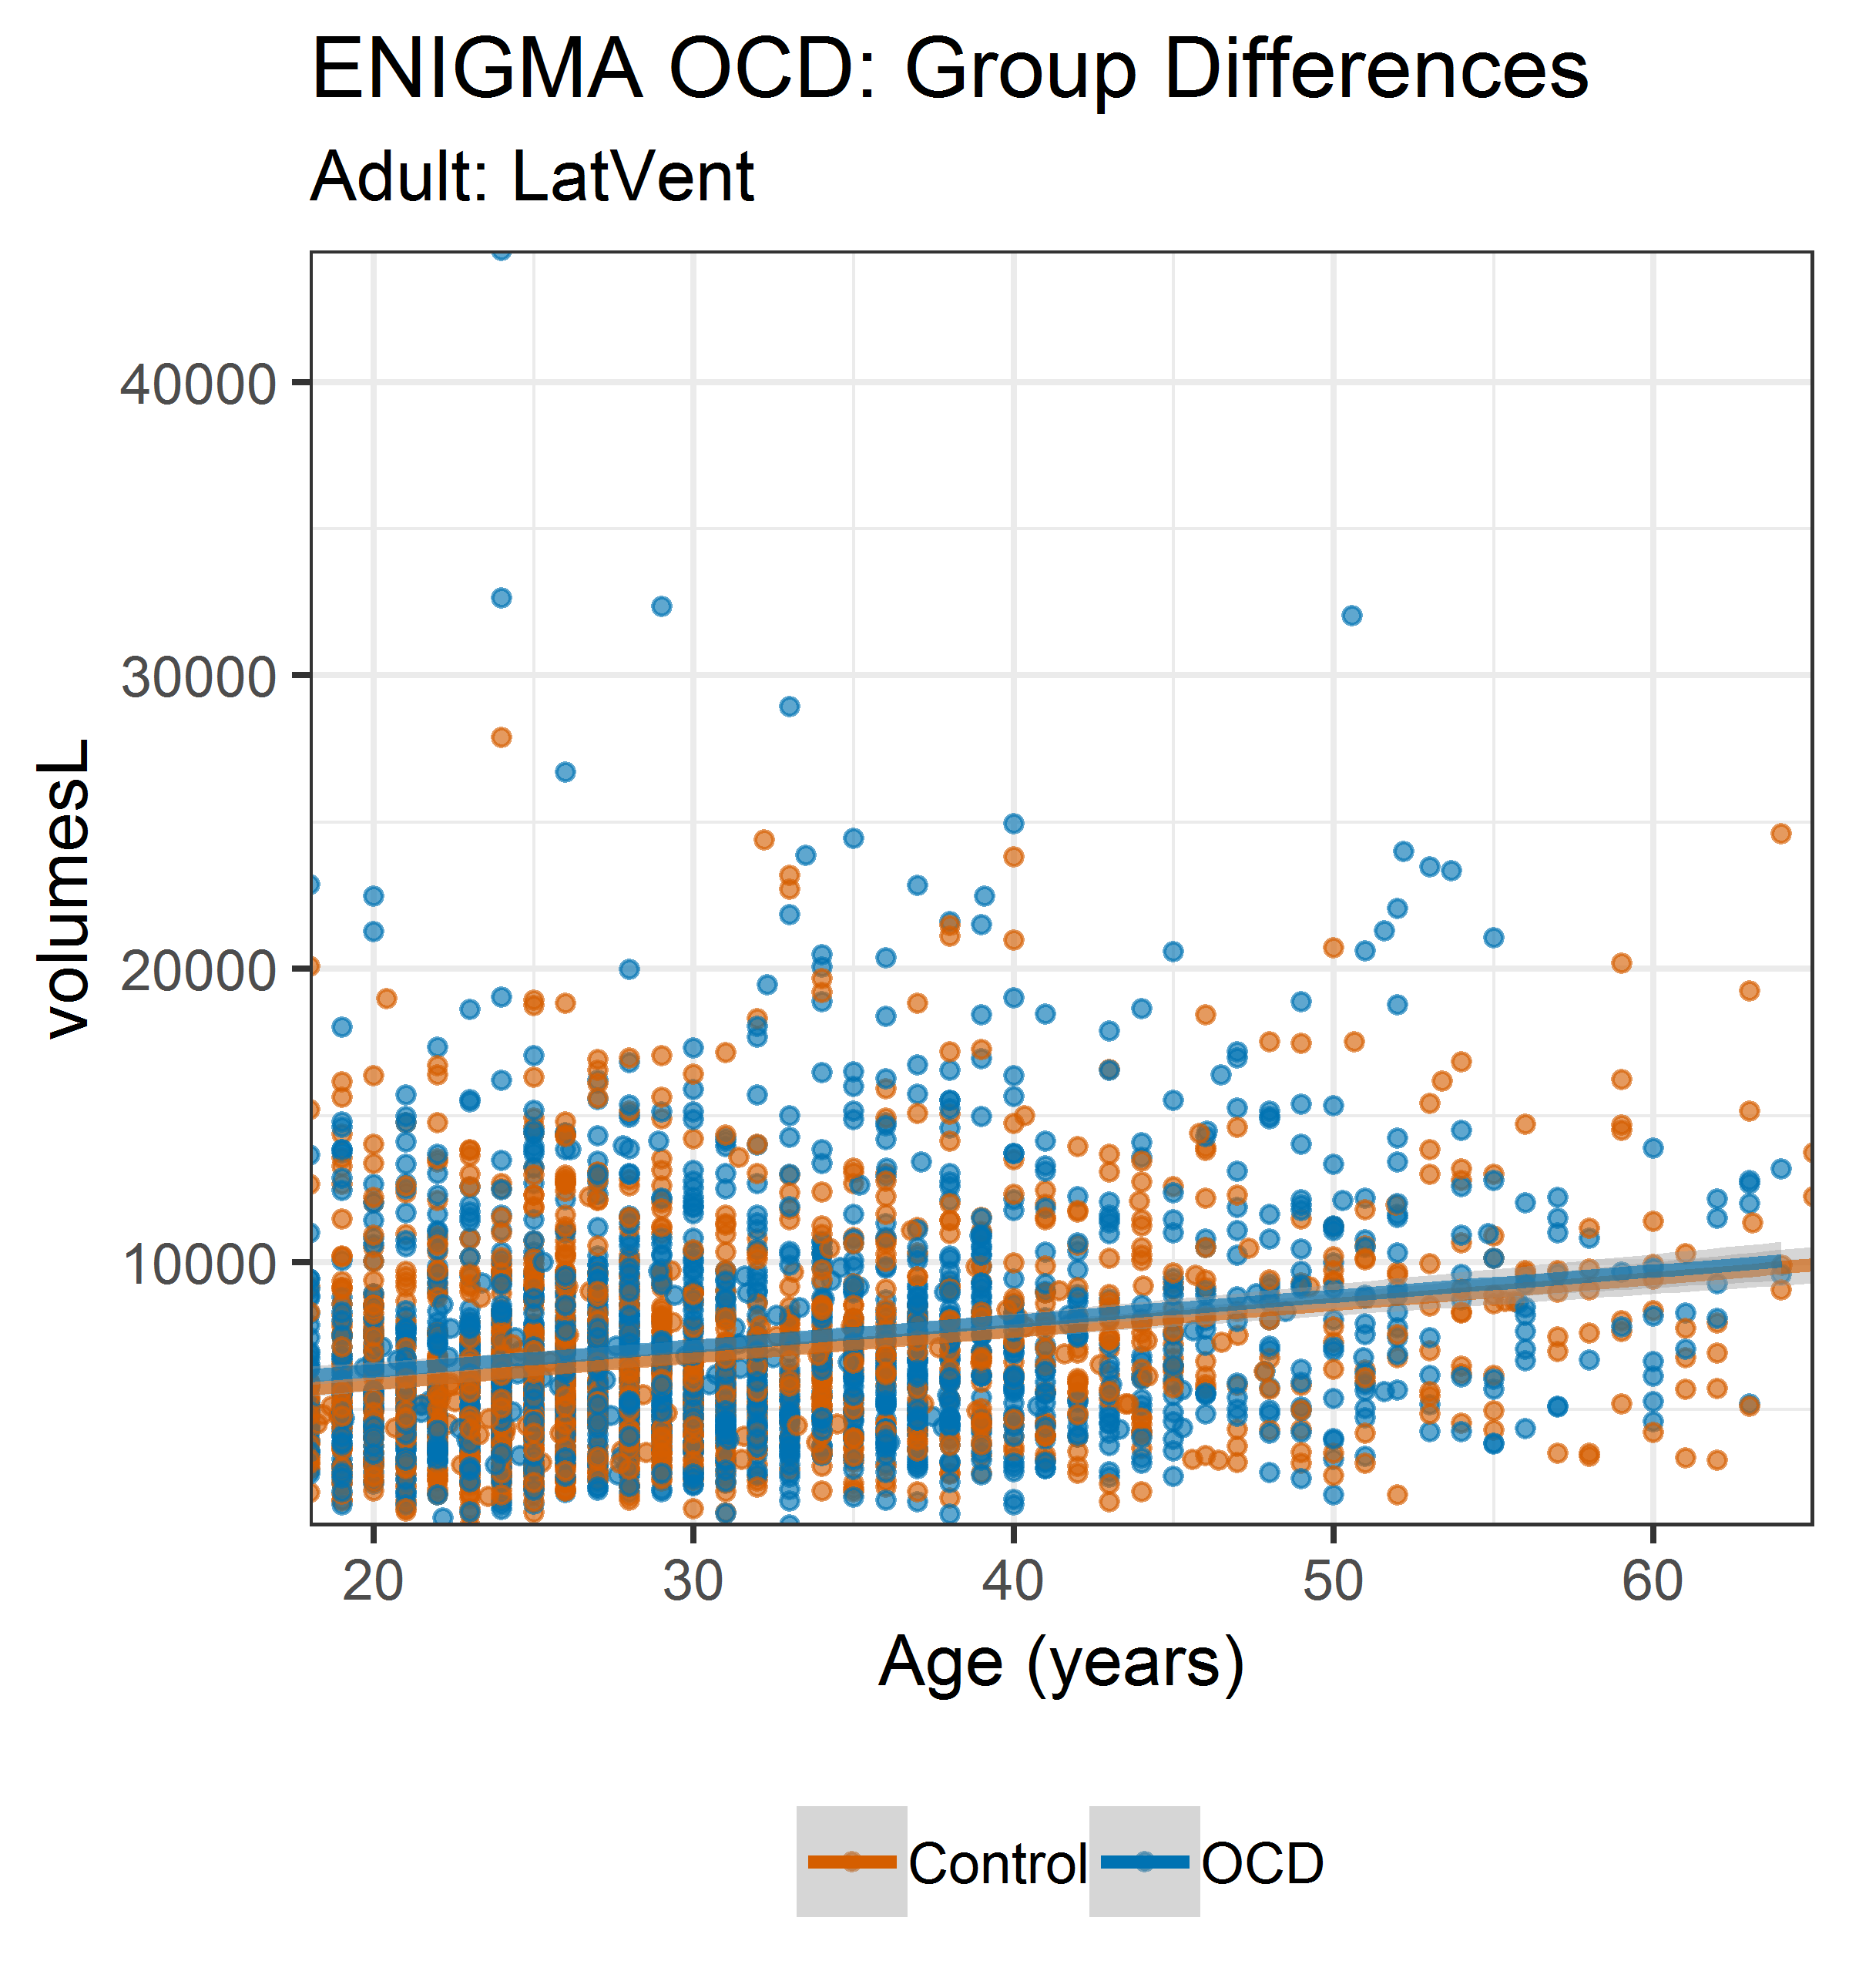 ENIGMA OCD: Group Differences
Adult: LatVent
volumesL
40000
30000
20000
10000
20 30 40 50 60
Age (years)
Control OCD